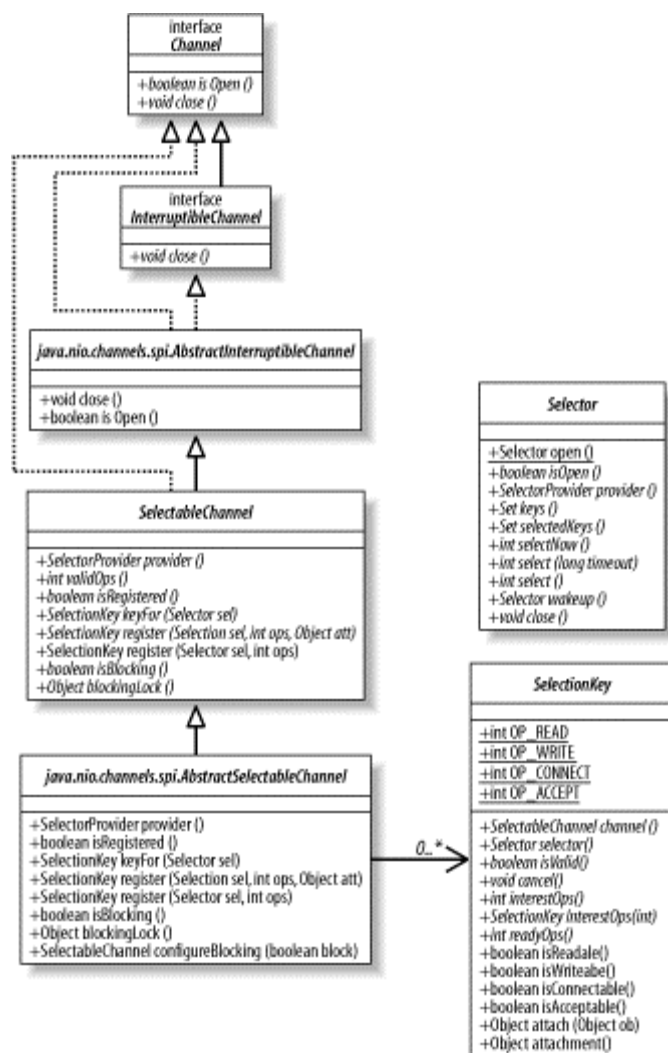 interface
Channel
+boolean is Open ()
+void close ()
interface
InterruptibleChannel
+void close ()
java.nio.channels.spi.AbstractInterruptibleChannel
+void close ()
+boolean is Open ()
SelectableChannel
+SelectorProvider provider ()
+int validOps ()
+boolean isRegistered ()
+SelectionKey keyFor (Selector sel)
+SelectionKey register (Selection sel, int ops, Object att)
+SelectionKey register (Selector sel, int ops)
+boolean isBlocking ()
+Object blockingLock ()
java.nio.channels.spi.AbstractSelectableChannel
+SelectorProvider provider ()
+boolean isRegistered ()
+SelectionKey keyFor (Selector sel)
+SelectionKey register (Selection sel, int ops, Object att)
+SelectionKey register (Selector sel, int ops)
+boolean isBlocking ()
+Object blockingLock ()
+SelectableChannel configureBlocking (boolean block)
0...*
Selector
+Selector open ()
+boolean isOpen ()
+SelectorProvider provider ()
+Set keys ()
+Set selectedKeys ()
+int selectNow ()
+int select (long timeout)
+int select ()
+Selector wakeup ()
+void close ()
SelectionKey
+int OP_READ
+int OP_WRITE
+int OP_CONNECT
+int OP_ACCEPT
+SelectableChannel channel ()
+Selector selector()
+boolean isValid()
+void cancel()
+int interestOps()
+SelectionKey InterestOps(int)
+int readyOps()
+boolean isReadale()
+boolean isWriteabe()
+boolean isConnectable()
+boolean isAcceptable()
+Object attach (Object ob)
+Object attachment()